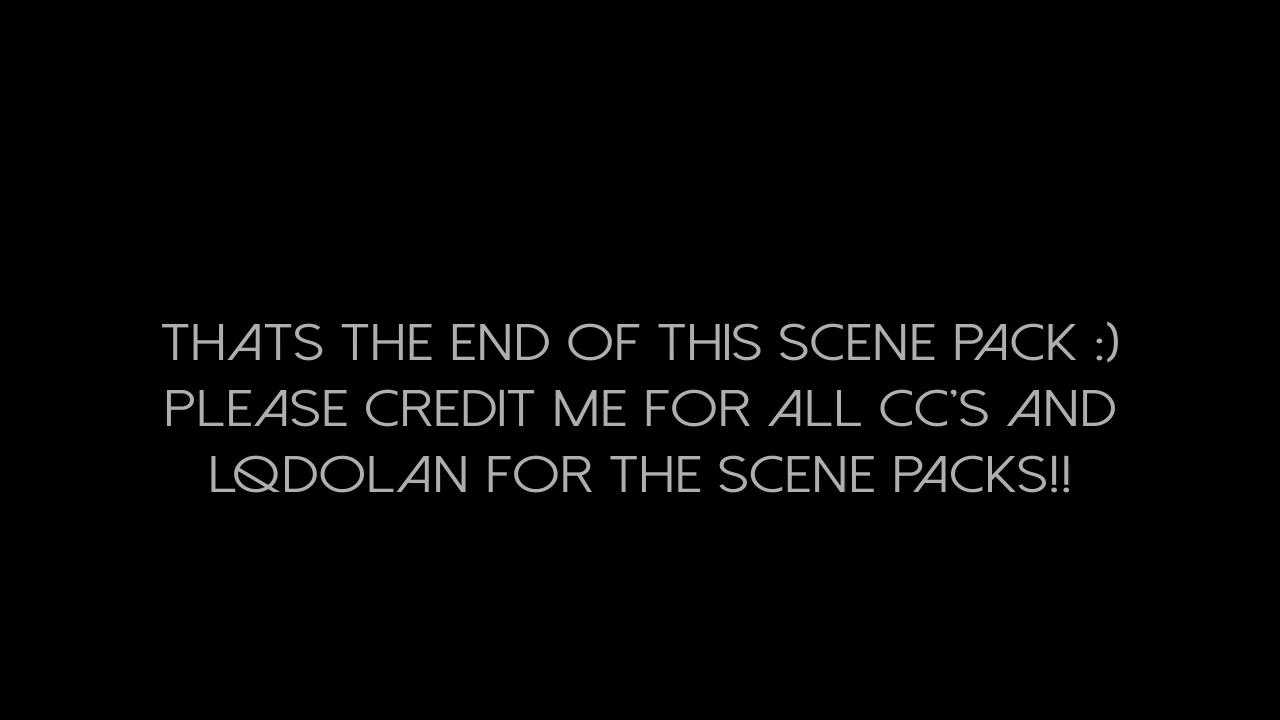 THATS THE END OF THIS SCENE PACK :)
PLEASE CREDIT ME FOR ALL CC'S AND
LQDOLAN FOR THE SCENE PACKS!!